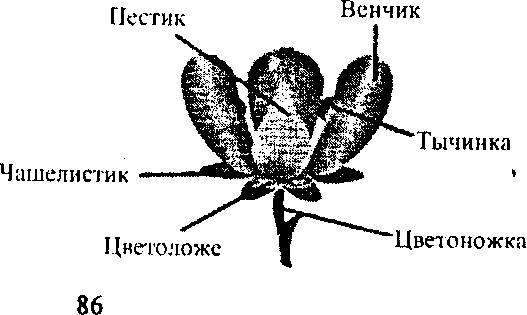 Пестик
Венчик
Тычинка
Чашелистик
Цветоложе
Цветоножка
86